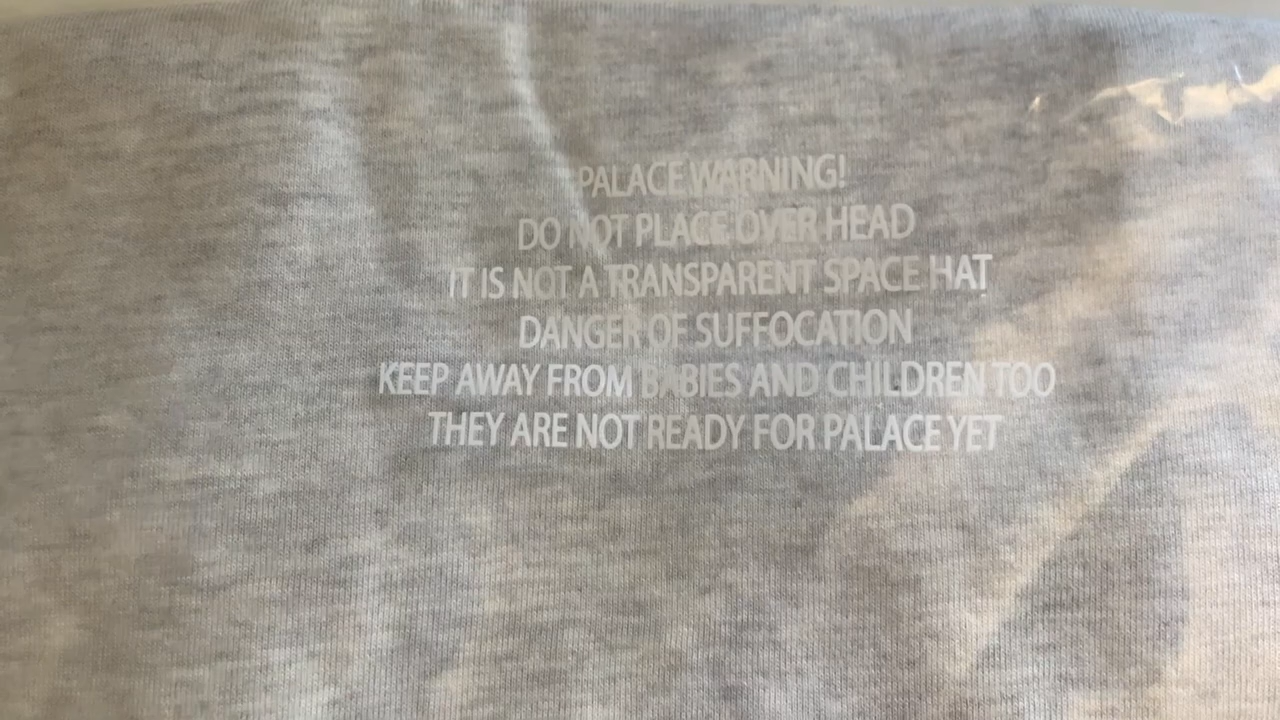 PALACE WARNING!
DO NOT PLACE OVER HEAD
IT IS NOT A TRANSPARENT SPACE HAT
DANGER OF SUFFOCATION
KEEP AWAY FROM BABIES AND CHILDREN TOO
THEY ARE NOT READY FOR PALACE YET